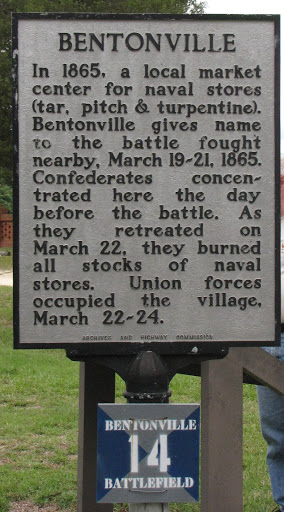 BENTONVILLE
In 1865, a local market
center for naval stores
(tar, pitch & turpentine).
Bentonville gives name
to the battle fought
nearby, March 19-21, 1865.
Confederates concen-
trated here the day
before the battle. As
they retreated on
March 22, they burned
all stocks of naval
stores. Union forces
occupied the village,
March 22-24.
ARCHIVES AND HIGHWAY COMMISSION
BENTONVILLE
14
BATTLEFIELD